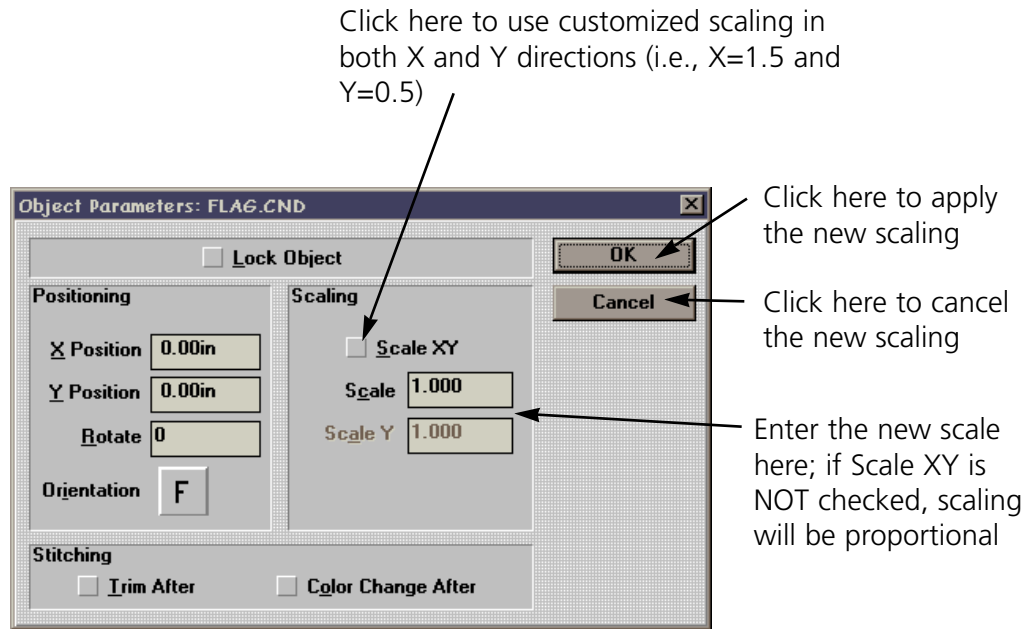 Click here to use customized scaling in
both X and Y directions (i.e., X=1.5 and
Y=0.5)
Object Parameters: FLAG.CND
Lock Object
OK
Cancel
Positioning
X Position 0.00in
Y Position 0.00in
Rotate 0
Orientation F
Scaling
Scale XY
Scale 1.000
Scale Y 1.000
Stitching
Trim After
Color Change After
Click here to apply
the new scaling
Click here to cancel
the new scaling
Enter the new scale
here; if Scale XY is
NOT checked, scaling
will be proportional